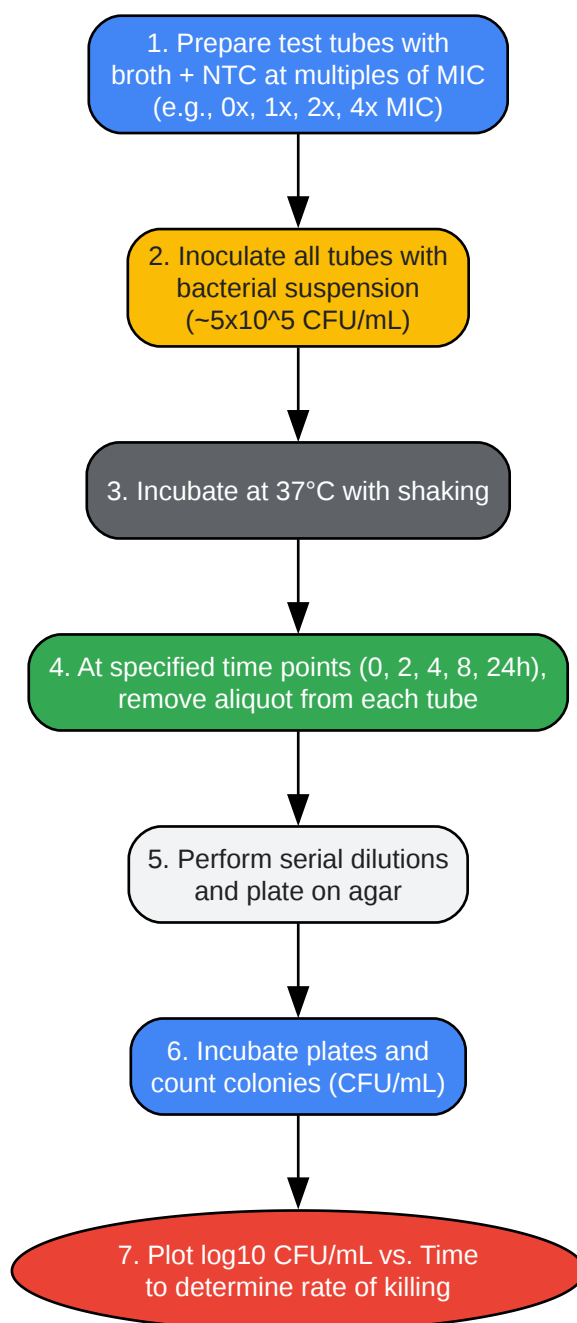 1. Prepare test tubes with
broth + NTC at multiples of MIC
(e.g., 0x, 1x, 2x, 4x MIC)
2. Inoculate all tubes with
bacterial suspension
(~5x10^5 CFU/mL)
3. Incubate at 37°C with shaking
4. At specified time points (0, 2, 4, 8, 24h),
remove aliquot from each tube
5. Perform serial dilutions
and plate on agar
6. Incubate plates and
count colonies (CFU/mL)
7. Plot log10 CFU/mL vs. Time
to determine rate of killing